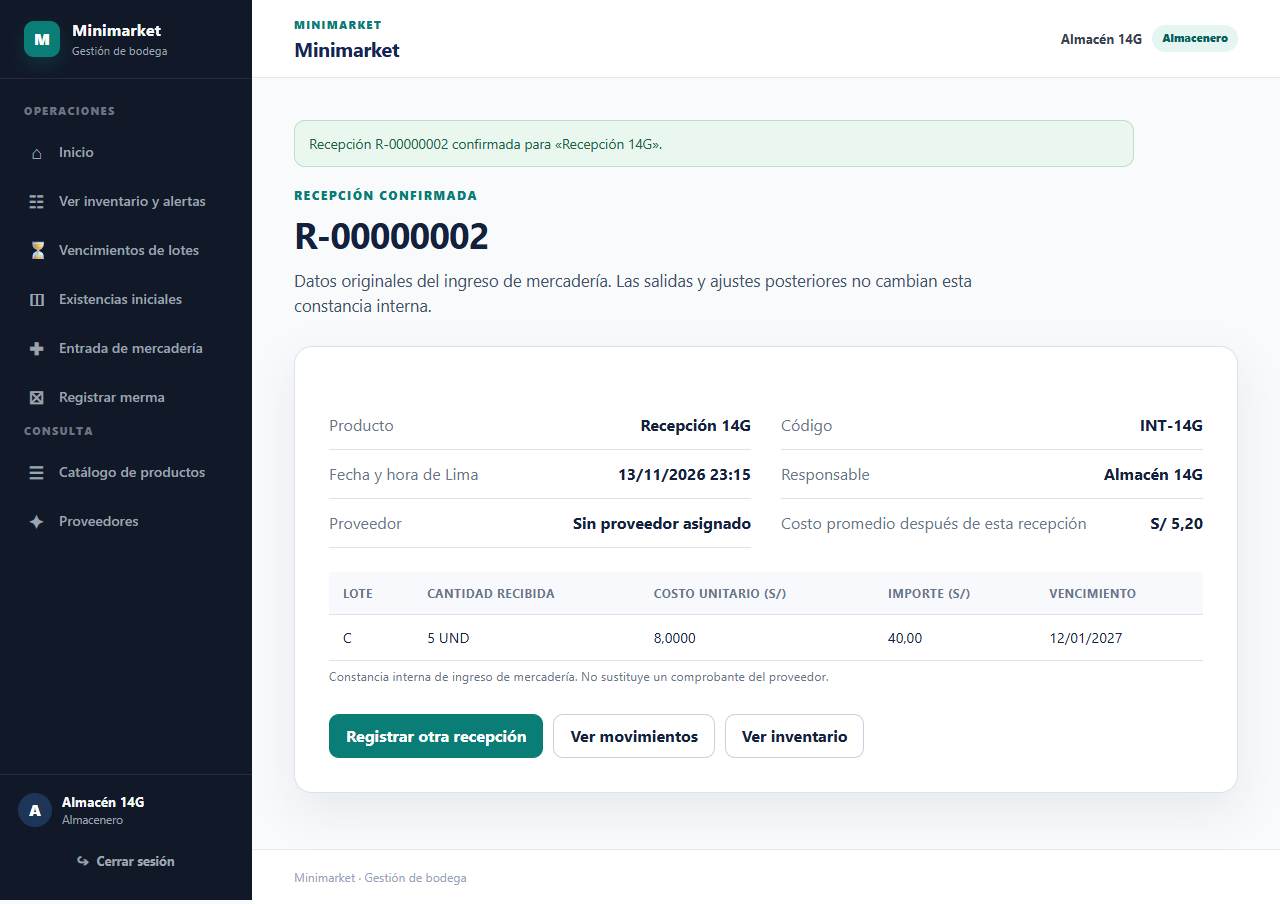 M
Minimarket
Gestión de bodega
OPERACIONES
Inicio
Ver inventario y alertas
Vencimientos de lotes
Existencias iniciales
Entrada de mercadería
Registrar merma
CONSULTA
Catálogo de productos
Proveedores
A
Almacén 14G
Almacenero
Cerrar sesión
MINIMARKET
Minimarket
Almacén 14G Almacenero
Recepción R-00000002 confirmada para «Recepción 14G».
RECEPCIÓN CONFIRMADA
R-00000002
Datos originales del ingreso de mercadería. Las salidas y ajustes posteriores no cambian esta
constancia interna.
Producto Recepción 14G Código INT-14G
Fecha y hora de Lima 13/11/2026 23:15 Responsable Almacén 14G
Proveedor Sin proveedor asignado Costo promedio después de esta recepción S/ 5,20
LOTE CANTIDAD RECIBIDA COSTO UNITARIO (S/) IMPORTE (S/) VENCIMIENTO
C 5 UND 8,0000 40,00 12/01/2027
Constancia interna de ingreso de mercadería. No sustituye un comprobante del proveedor.
Registrar otra recepción Ver movimientos Ver inventario
Minimarket · Gestión de bodega